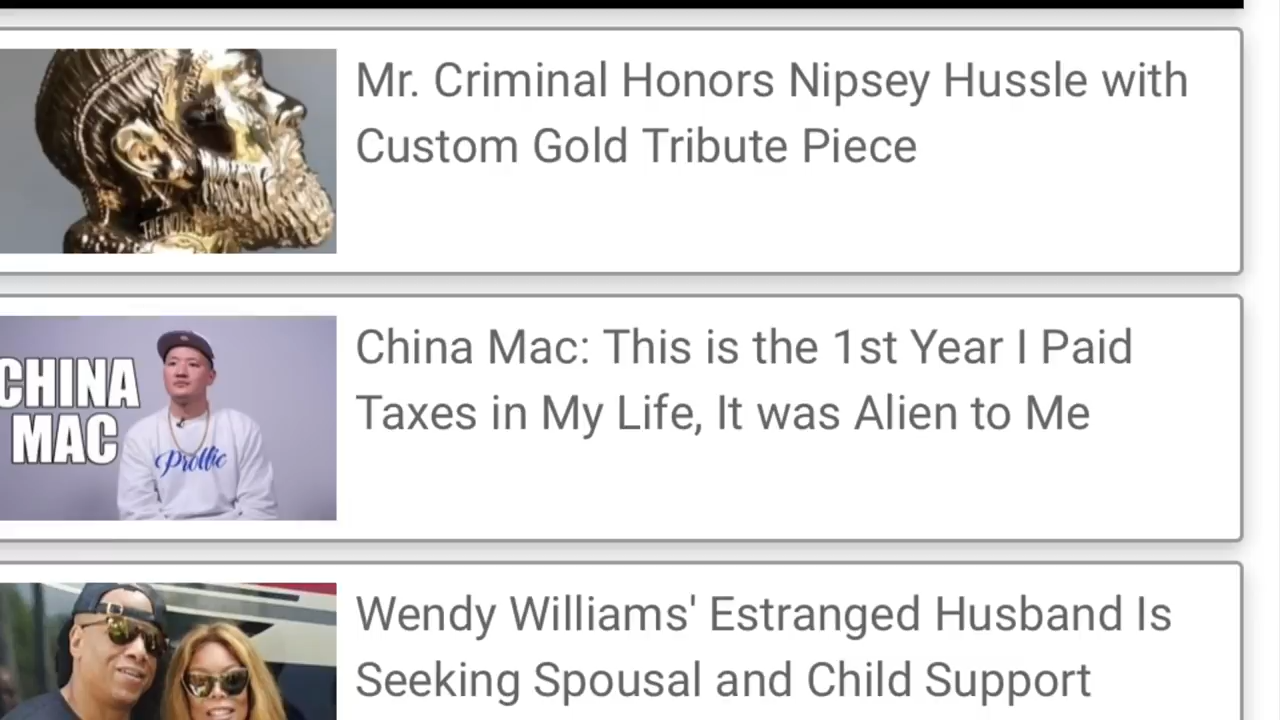 Mr. Criminal Honors Nipsey Hussle with
Custom Gold Tribute Piece
CHINA
MAC
Prolific
China Mac: This is the 1st Year I Paid
Taxes in My Life, It was Alien to Me
Wendy Williams' Estranged Husband Is
Seeking Spousal and Child Support